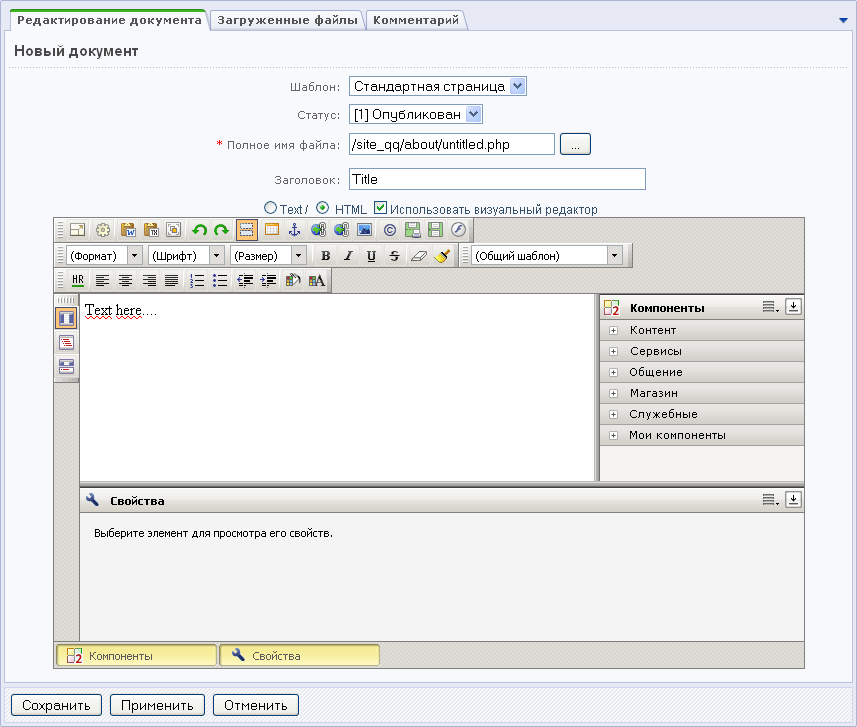 Редактирование документа Загруженные файлы Комментарий
Новый документ
Шаблон: Стандартная страница
Статус: [1] Опубликован
* Полное имя файла: /site_qq/about/untitled.php ...
Заголовок: Title
Text / HTML Использовать визуальный редактор
(Формат) (Шрифт) (Размер) B I U S (Общий шаблон)
HR
Text here....
Компоненты
Контент
Сервисы
Общение
Магазин
Служебные
Мои компоненты
Свойства
Выберите элемент для просмотра его свойств.
Компоненты Свойства
Сохранить Применить Отменить